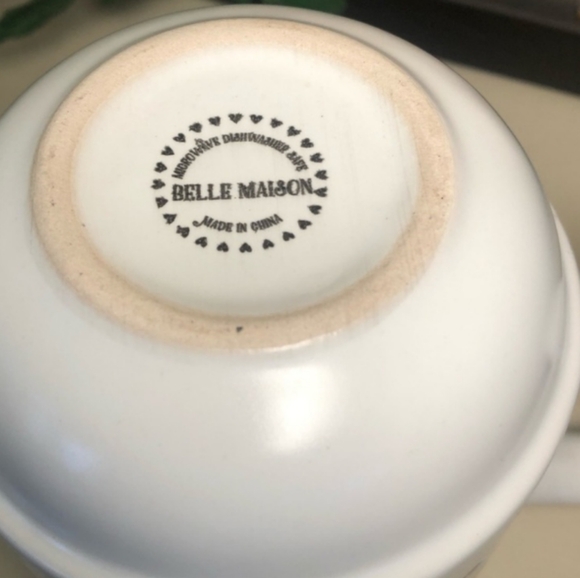 MICROWAVE DISHWASHER SAFE
BELLE MAISON
MADE IN CHINA